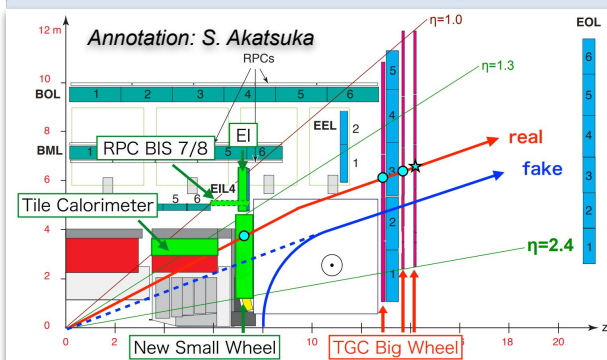 12 m
Annotation: S. Akatsuka
η=1.0
EOL
RPCs
η=1.3
10
BOL
1 2 3 4 5 6
5
6
8
EI
EEL
2
4
5
RPC BIS 7/8
BML
1
5 6
1
real
3
4
6
EIL4
fake
Tile Calorimeter
5 6
3
4
2
2
η=2.4
2
1
1
0
0 2
10 12 14 16 18 20 z
New Small Wheel
TGC Big Wheel